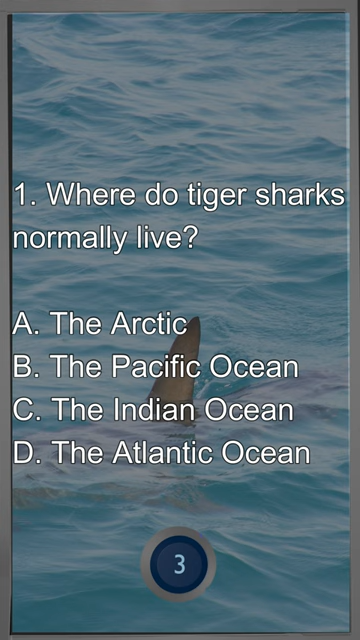 1. Where do tiger sharks
normally live?
A. The Arctic
B. The Pacific Ocean
C. The Indian Ocean
D. The Atlantic Ocean
3